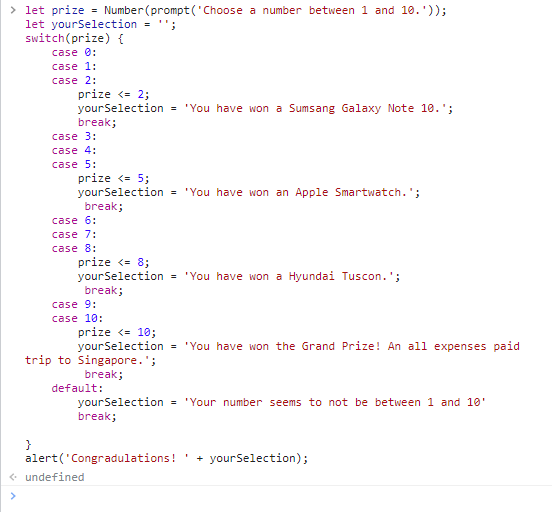 let prize = Number(prompt('Choose a number between 1 and 10.'));
let yourSelection = '';
switch(prize) {
    case 0:
    case 1:
    case 2:
        prize <= 2;
        yourSelection = 'You have won a Sumsang Galaxy Note 10.';
        break;
    case 3:
    case 4:
    case 5:
        prize <= 5;
        yourSelection = 'You have won an Apple Smartwatch.';
         break;
    case 6:
    case 7:
    case 8:
        prize <= 8;
        yourSelection = 'You have won a Hyundai Tuscon.';
         break;
    case 9:
    case 10:
        prize <= 10;
        yourSelection = 'You have won the Grand Prize! An all expenses paid
trip to Singapore.';
         break;
    default:
        yourSelection = 'Your number seems to not be between 1 and 10'
        break;

}
alert('Congradulations! ' + yourSelection);
undefined